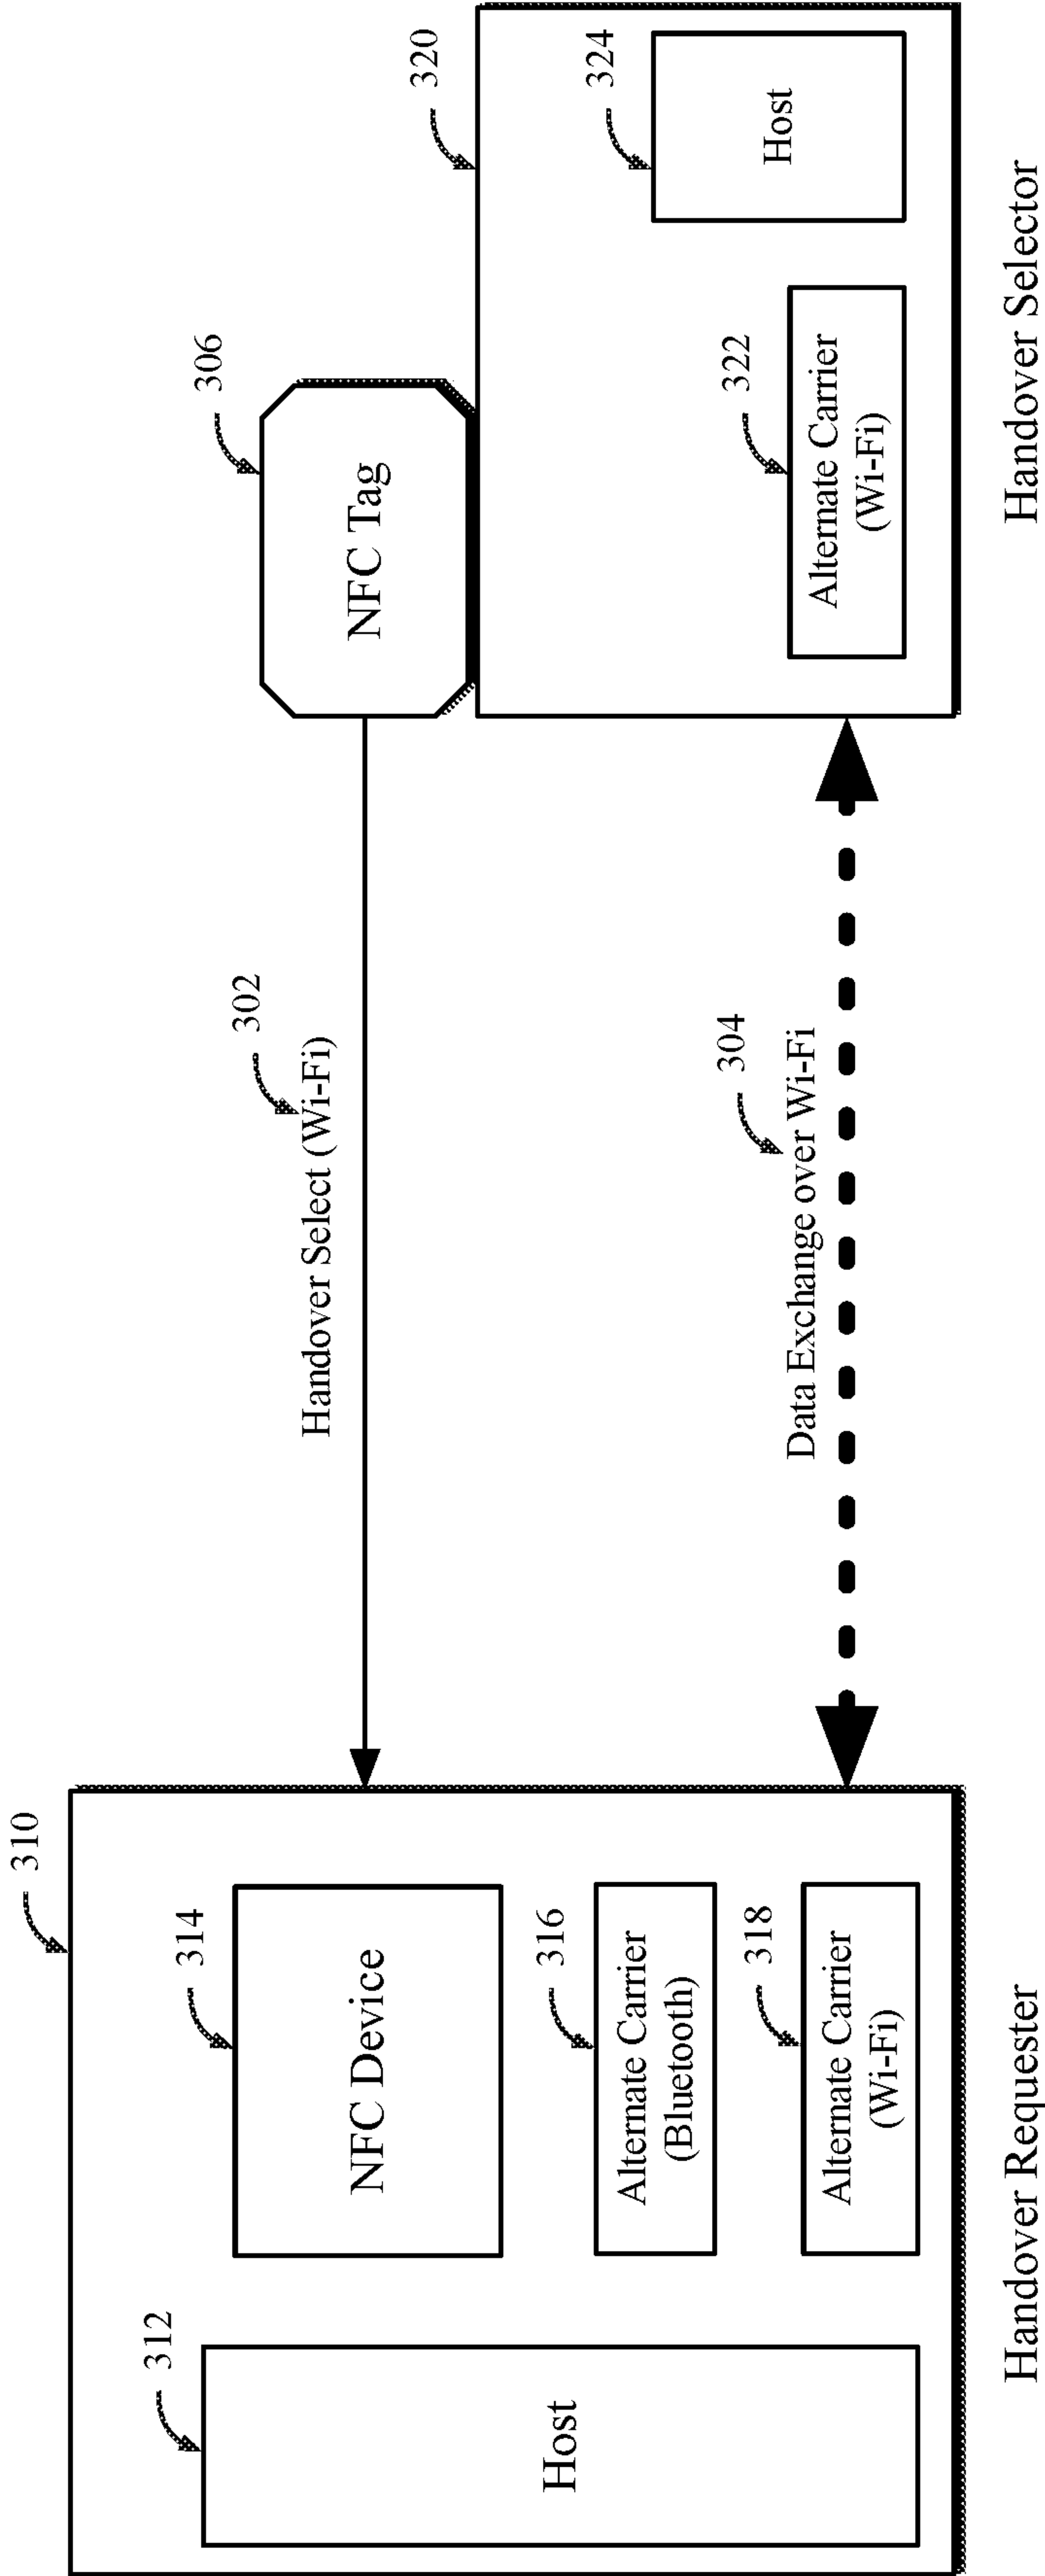 310
312
Host
314
NFC Device
316
Alternate Carrier
(Bluetooth)
318
Alternate Carrier
(Wi-Fi)
Handover Requester
302
Handover Select (Wi-Fi)
304
Data Exchange over Wi-Fi
306
NFC Tag
320
322
Alternate Carrier
(Wi-Fi)
324
Host
Handover Selector